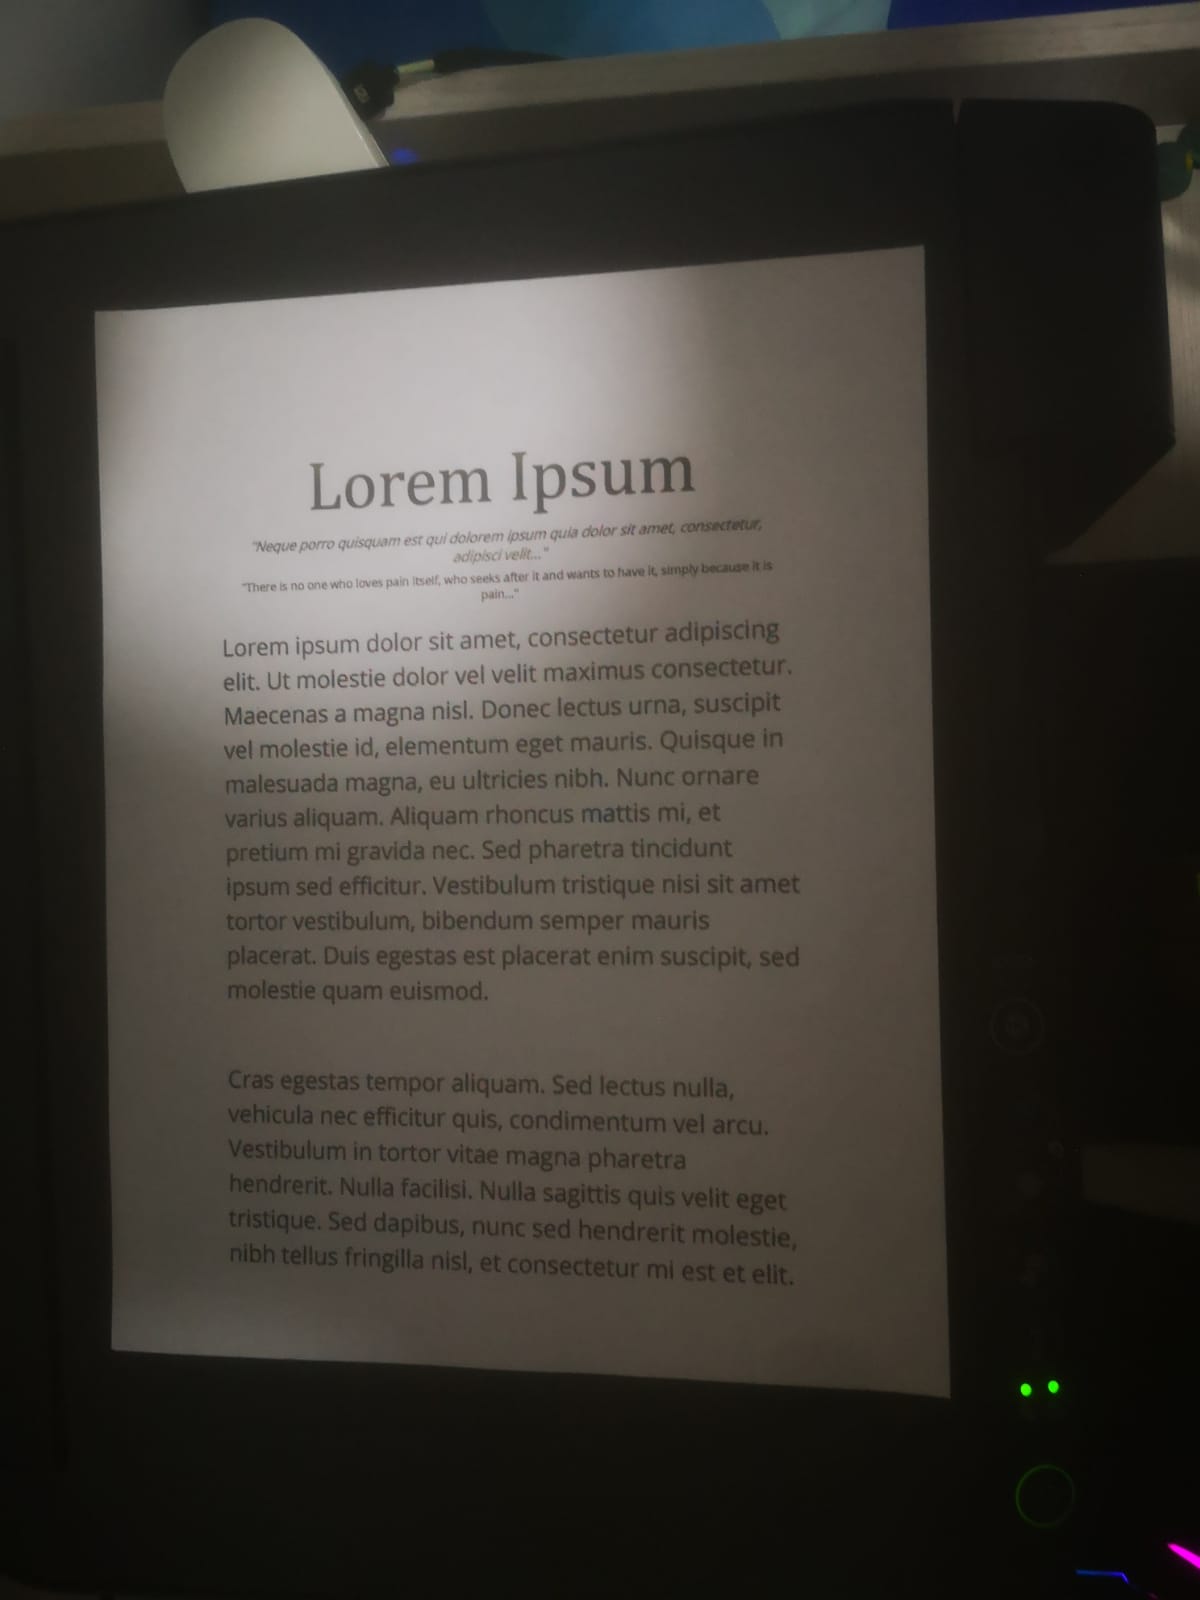 Lorem Ipsum
"Neque porro quisquam est qui dolorem ipsum quia dolor sit amet, consectetur,
adipisci velit..."
"There is no one who loves pain itself, who seeks after it and wants to have it, simply because it is
pain..."
Lorem ipsum dolor sit amet, consectetur adipiscing
elit. Ut molestie dolor vel velit maximus consectetur.
Maecenas a magna nisl. Donec lectus urna, suscipit
vel molestie id, elementum eget mauris. Quisque in
malesuada magna, eu ultricies nibh. Nunc ornare
varius aliquam. Aliquam rhoncus mattis mi, et
pretium mi gravida nec. Sed pharetra tincidunt
ipsum sed efficitur. Vestibulum tristique nisi sit amet
tortor vestibulum, bibendum semper mauris
placerat. Duis egestas est placerat enim suscipit, sed
molestie quam euismod.
Cras egestas tempor aliquam. Sed lectus nulla,
vehicula nec efficitur quis, condimentum vel arcu.
Vestibulum in tortor vitae magna pharetra
hendrerit. Nulla facilisi. Nulla sagittis quis velit eget
tristique. Sed dapibus, nunc sed hendrerit molestie,
nibh tellus fringilla nisl, et consectetur mi est et elit.